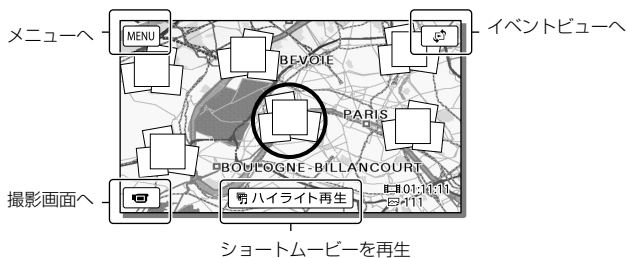 メニューへ
MENU
イベントビューへ
BEVOIE
PARIS
BOULOGNE-BILLANCOURT
01:11:11
111
撮影画面へ
ハイライト再生
ショートムービーを再生